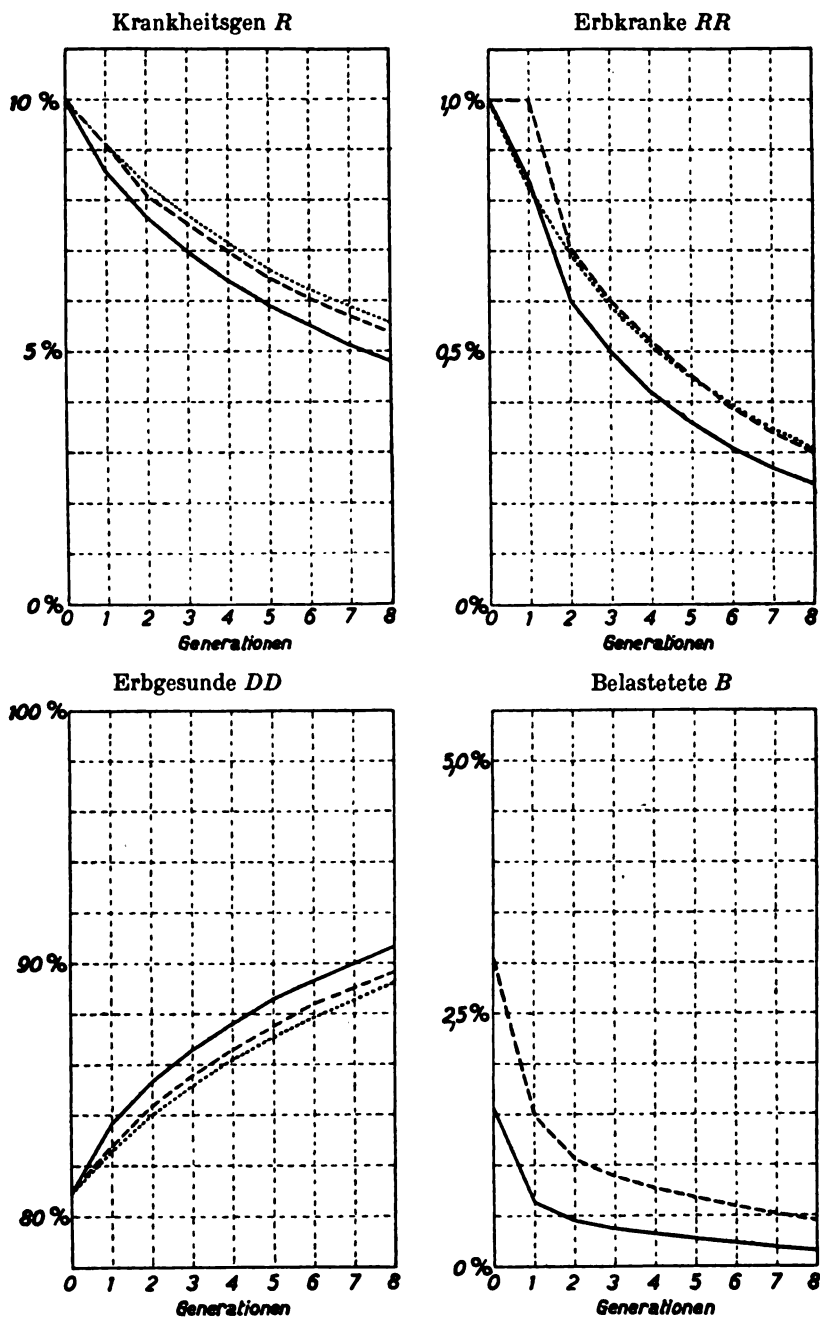 Krankheitsgen R
10 %
5 %
0 %
0 1 2 3 4 5 6 7 8
Generationen
Erbkranke RR
1,0 %
0,5 %
0 %
0 1 2 3 4 5 6 7 8
Generationen
Erbgesunde DD
100 %
90 %
80 %
0 1 2 3 4 5 6 7 8
Generationen
Belastetete B
5,0 %
2,5 %
0 %
0 1 2 3 4 5 6 7 8
Generationen